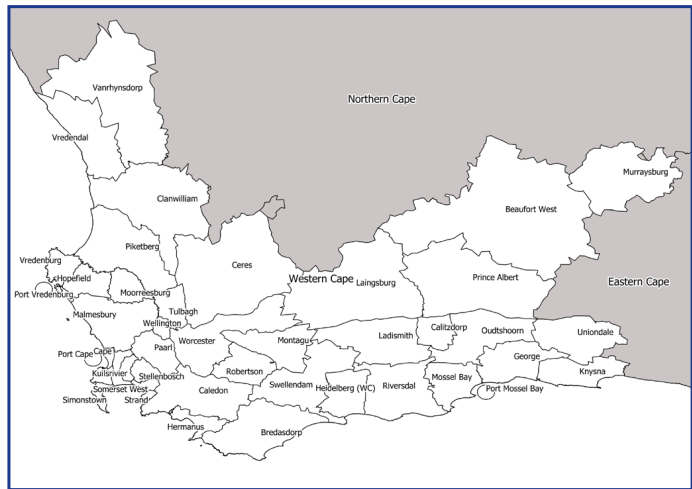 Vanrhynsdorp
Northern Cape
Vredendal
Murraysburg
Clanwilliam
Beaufort West
Piketberg
Vredenburg
Ceres
Hopefield
Western Cape
Laingsburg
Prince Albert
Eastern Cape
Port Vredenburg
Moorreesburg
Malmesbury
Tulbagh
Wellington
Calitzdorp
Oudtshoorn
Uniondale
Ladismith
Worcester
Montagu
Paarl
Port Cape
Cape
George
Knysna
Kuilsrivier
Stellenbosch
Robertson
Mossel Bay
Swellendam
Heidelberg (WC)
Riversdal
Port Mossel Bay
Somerset West
Caledon
Simonstown
Strand
Hermanus
Bredasdorp